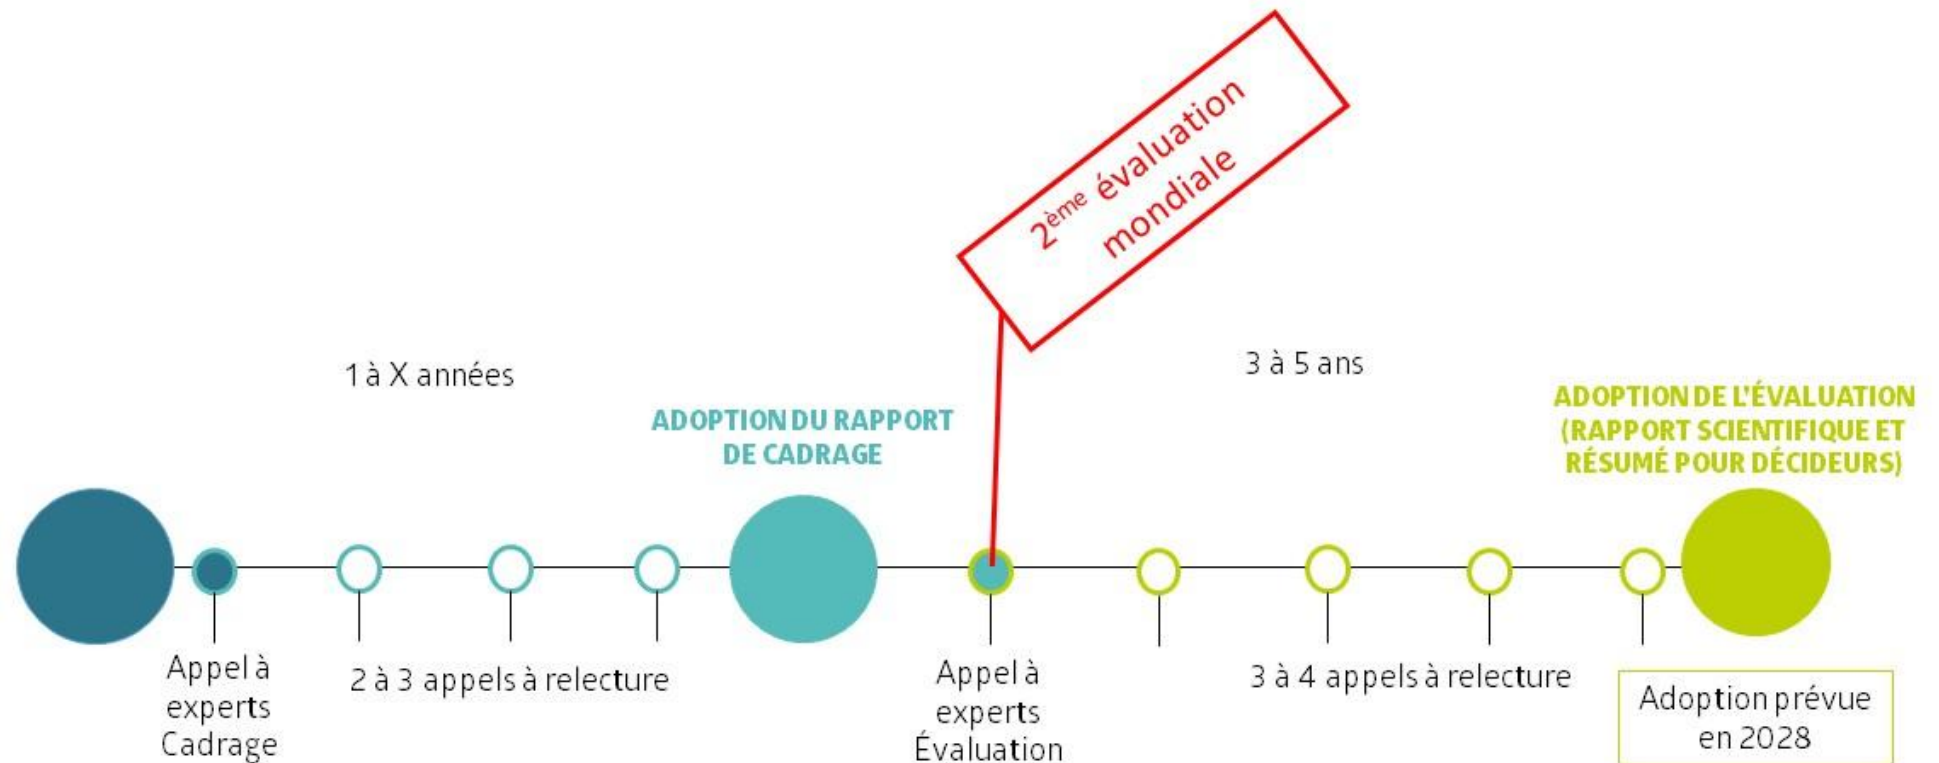 2ème évaluation
mondiale
1 à X années
3 à 5 ans
ADOPTION DU RAPPORT
DE CADRAGE
ADOPTION DE L'ÉVALUATION
(RAPPORT SCIENTIFIQUE ET
RÉSUMÉ POUR DÉCIDEURS)
Appel à
experts
Cadrage
2 à 3 appels à relecture
Appel à
experts
Évaluation
3 à 4 appels à relecture
Adoption prévue
en 2028